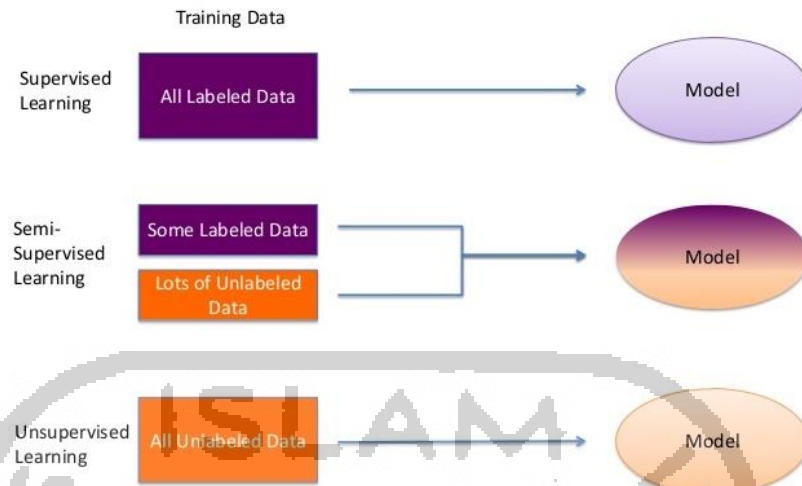 Training Data
Supervised
Learning
All Labeled Data
Model
Semi-
Supervised
Learning
Some Labeled Data
Lots of Unlabeled
Data
Model
ISLAM
Unsupervised
Learning
All Unlabeled Data
Model